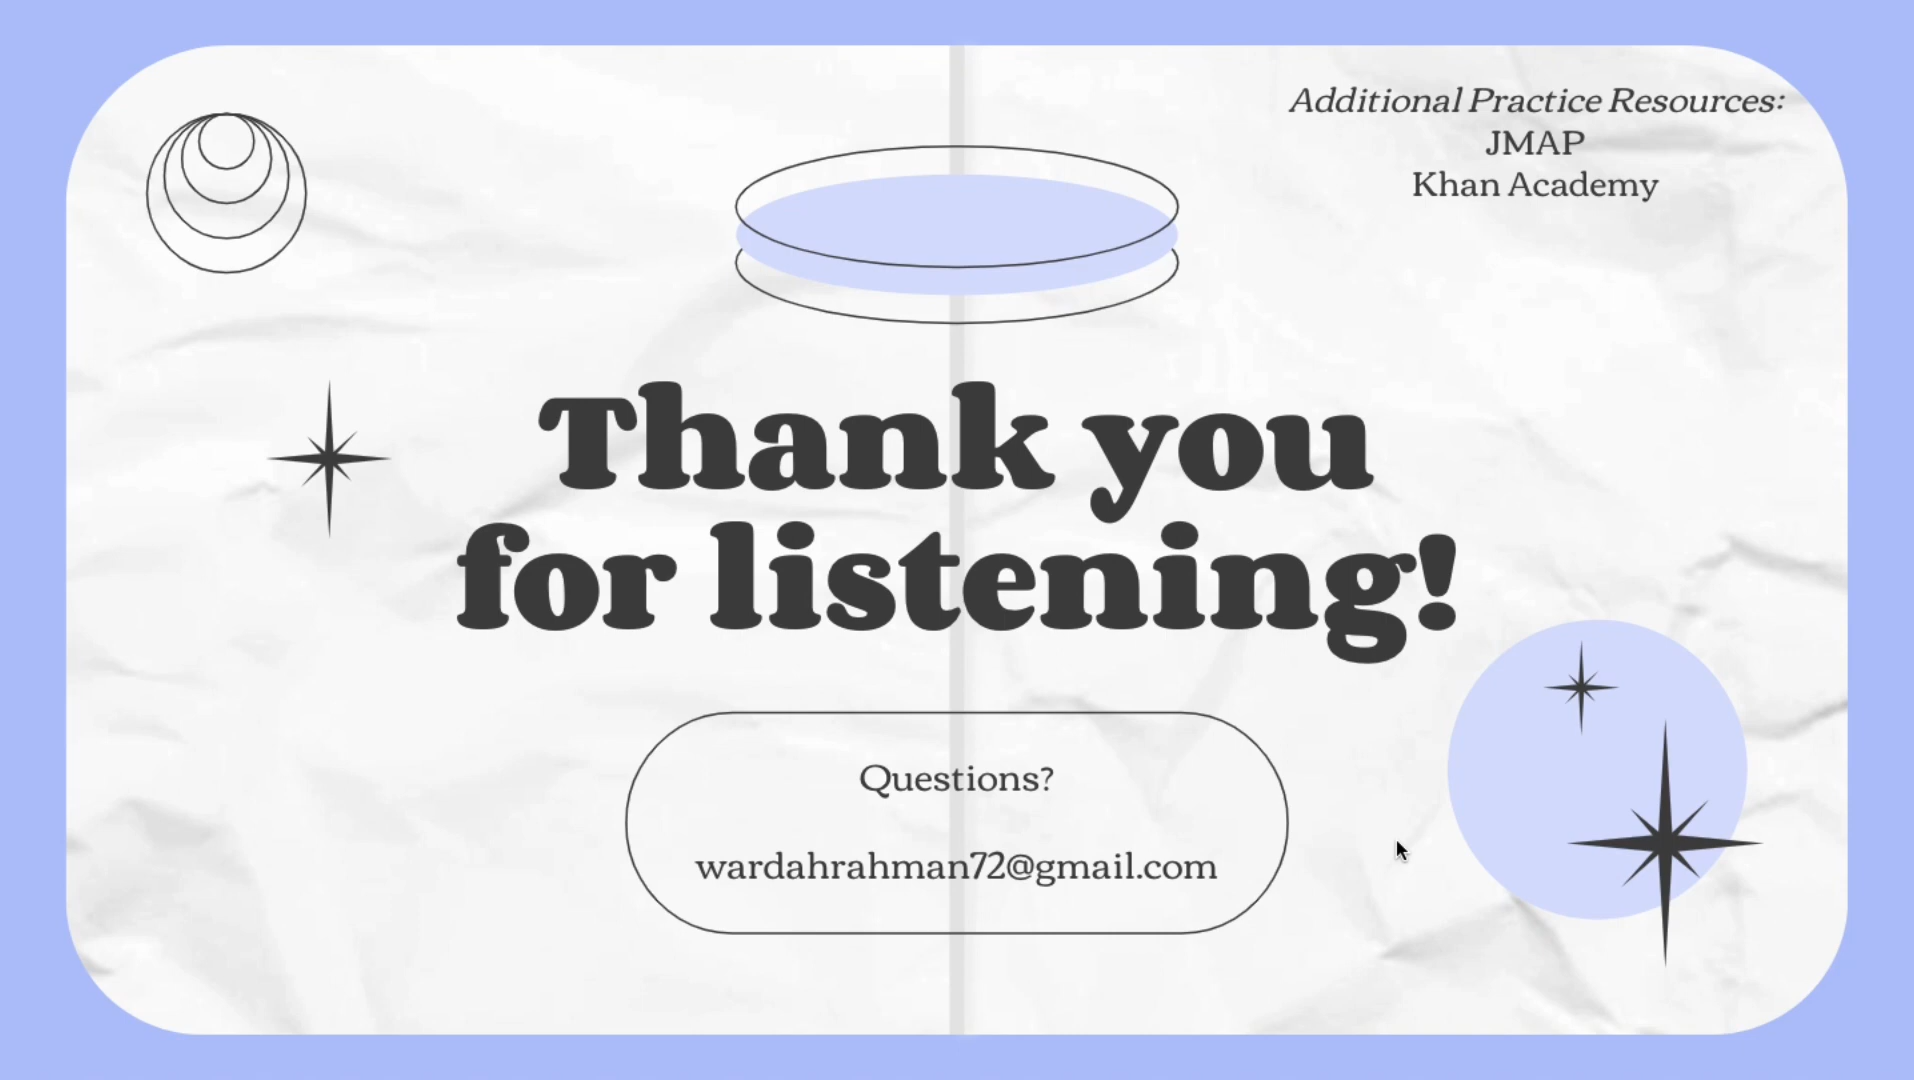 Additional Practice Resources:
JMAP
Khan Academy
Thank you
for listening!
Questions?
wardahrahman72@gmail.com